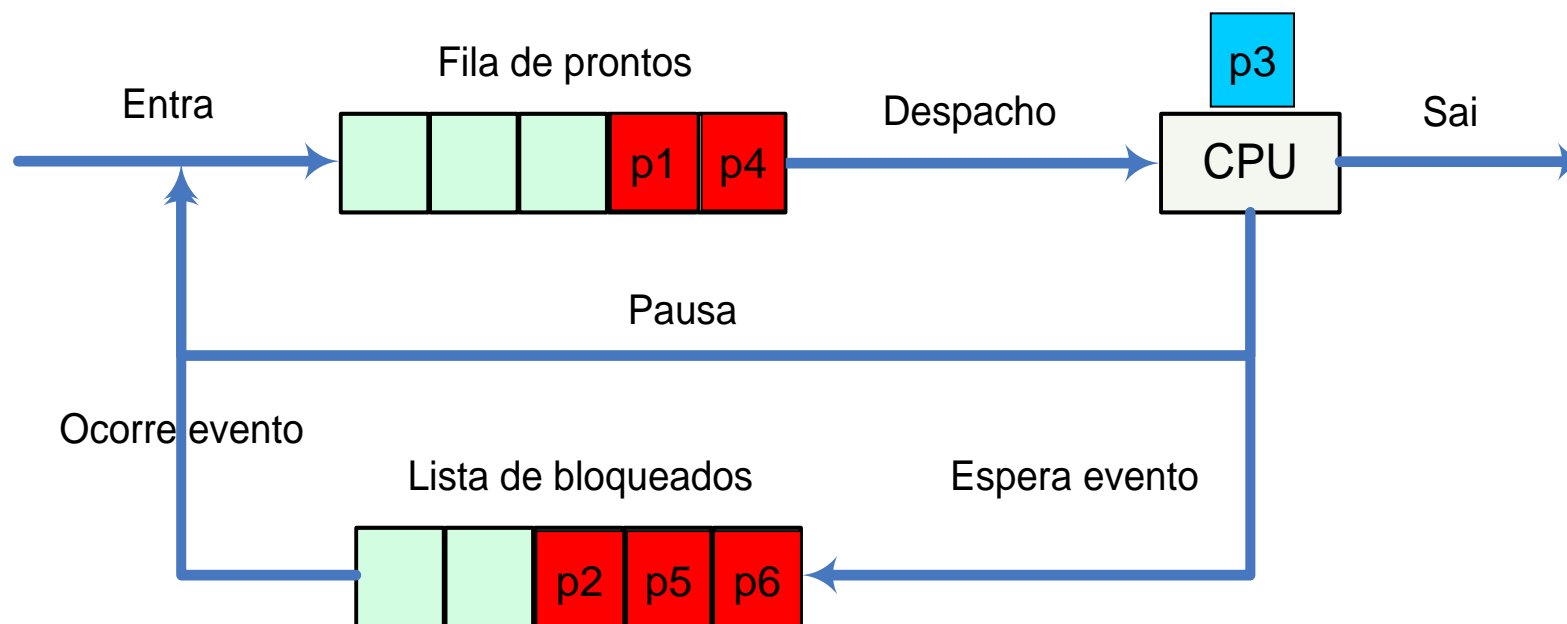 p3
Fila de prontos
Entra
Despacho
Sai
p1
p4
CPU
Pausa
Ocorre evento
Lista de bloqueados
Espera evento
p2
p5
p6